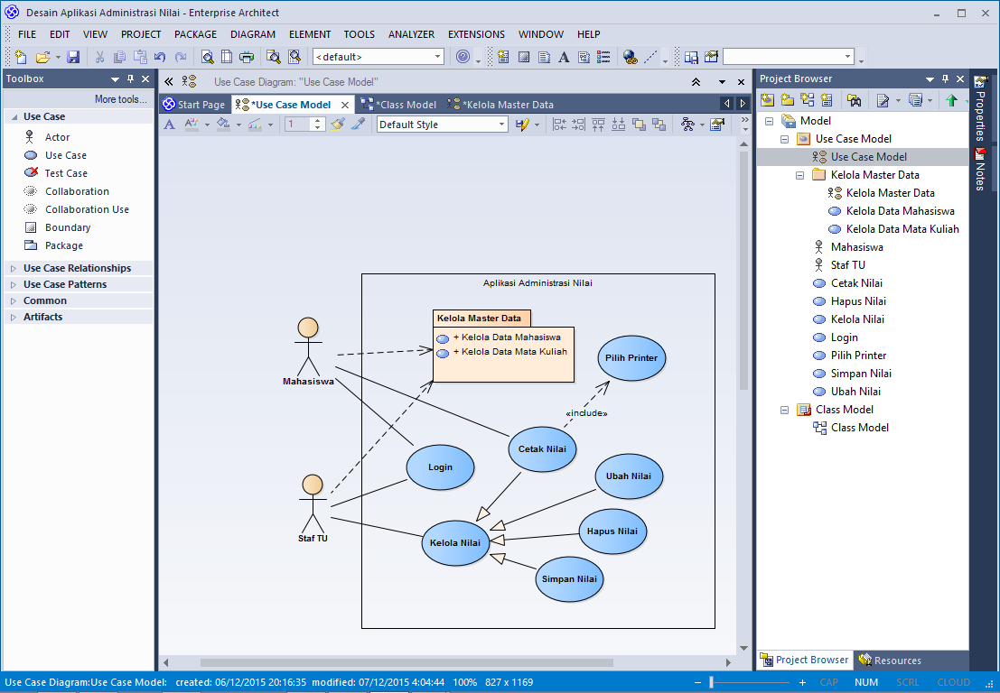 Desain Aplikasi Administrasi Nilai - Enterprise Architect
FILE EDIT VIEW PROJECT PACKAGE DIAGRAM ELEMENT TOOLS ANALYZER EXTENSIONS WINDOW HELP
<default>
Toolbox
More tools...
Use Case
Actor
Use Case
Test Case
Collaboration
Collaboration Use
Boundary
Package
Use Case Relationships
Use Case Patterns
Common
Artifacts
Use Case Diagram: "Use Case Model"
Start Page *Use Case Model *Class Model *Kelola Master Data
A 1 Default Style
Aplikasi Administrasi Nilai
Kelola Master Data
+ Kelola Data Mahasiswa
+ Kelola Data Mata Kuliah
Pilih Printer
Mahasiswa
«include»
Cetak Nilai
Login
Ubah Nilai
Staf TU
Kelola Nilai
Hapus Nilai
Simpan Nilai
Project Browser
Model
Use Case Model
Use Case Model
Kelola Master Data
Kelola Master Data
Kelola Data Mahasiswa
Kelola Data Mata Kuliah
Mahasiswa
Staf TU
Cetak Nilai
Hapus Nilai
Kelola Nilai
Login
Pilih Printer
Simpan Nilai
Ubah Nilai
Class Model
Class Model
Project Browser Resources
Properties
Notes
Use Case Diagram:Use Case Model: created: 06/12/2015 20:16:35 modified: 07/12/2015 4:04:44 100% 827 x 1169
CAP NUM SCRL CLOUD